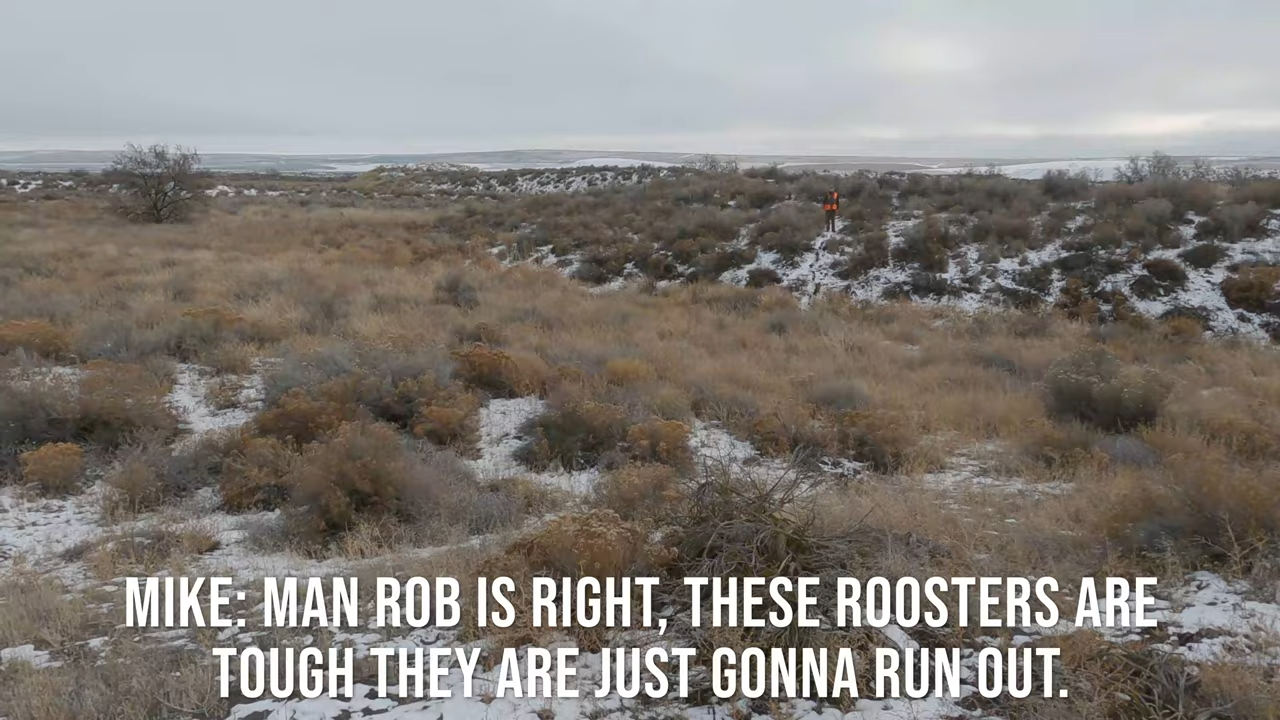 MIKE: MAN ROB IS RIGHT, THESE ROOSTERS ARE
TOUGH THEY ARE JUST GONNA RUN OUT.